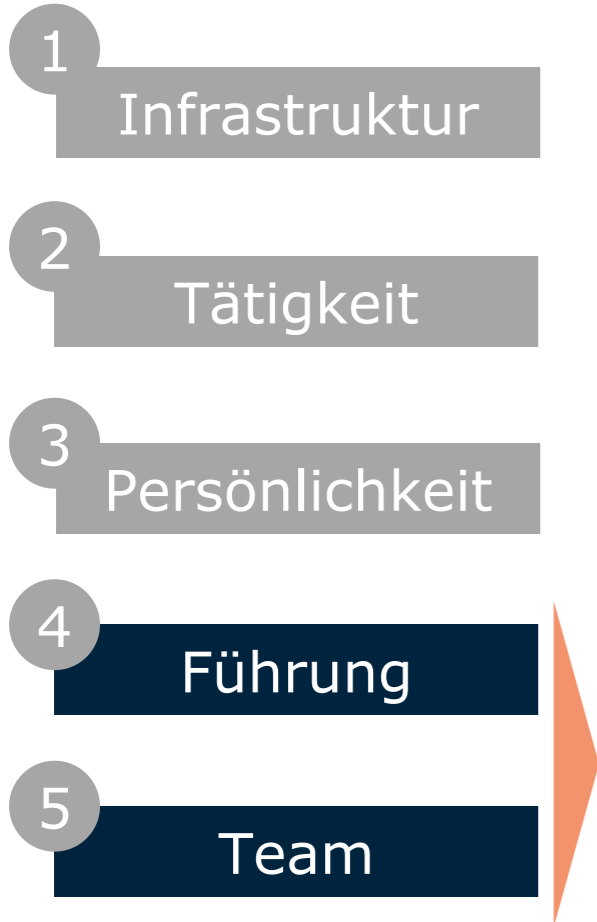 1
Infrastruktur
2
Tätigkeit
3
Persönlichkeit
4
Führung
5
Team